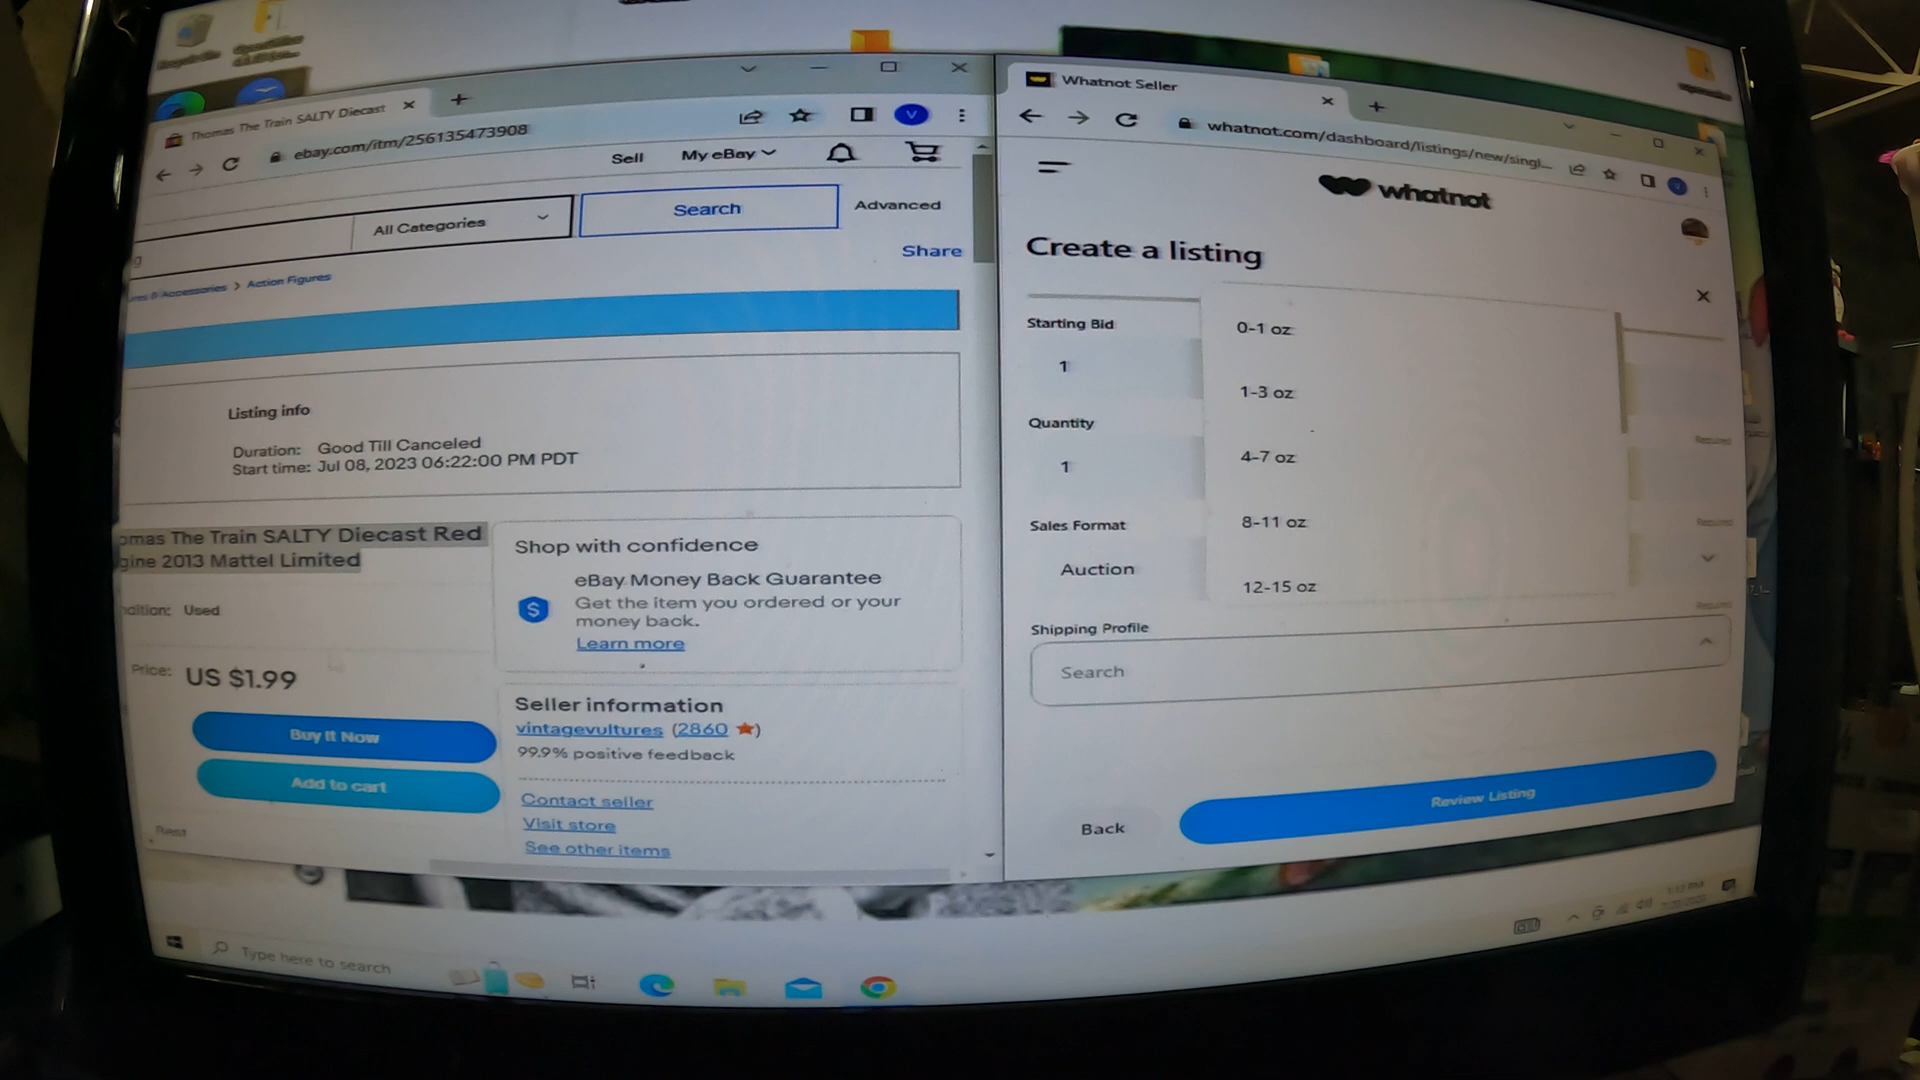 Thomas The Train SALTY Diecast
ebay.com/itm/256135473908
Sell
My eBay
All Categories
Search
Advanced
Share
Action Figures
Listing info
Duration: Good Till Canceled
Start time: Jul 08, 2023 06:22:00 PM PDT
omas The Train SALTY Diecast Red
gine 2013 Mattel Limited
Used
Price: US $1.99
Buy It Now
Add to cart
Shop with confidence
eBay Money Back Guarantee
Get the item you ordered or your
money back.
Learn more
Seller information
vintagevultures (2860
99.9% positive feedback
Contact seller
Visit store
See other items
Whatnot Seller
whatnot.com/dashboard/listings/new/singl...
whatnot
Create a listing
Starting Bid
1
Quantity
1
Sales Format
Auction
0-1 oz
1-3 oz
4-7 oz
8-11 oz
12-15 oz
Shipping Profile
Search
Back
Review Listing
Type here to search